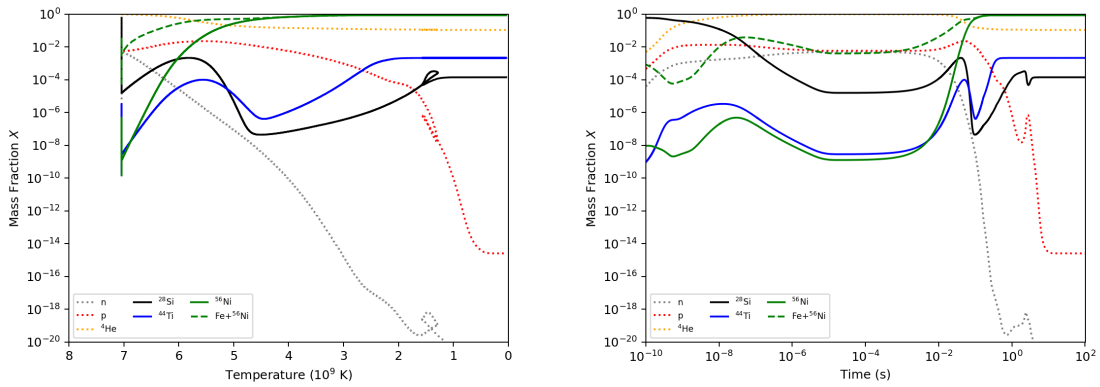 10^0
10^-2
10^-4
10^-6
10^-8
10^-10
10^-12
10^-14
10^-16
10^-18
10^-20
Mass Fraction X
n
p
^4He
^28Si
^44Ti
^56Ni
Fe+^56Ni
8 7 6 5 4 3 2 1 0
Temperature (10^9 K)
10^0
10^-2
10^-4
10^-6
10^-8
10^-10
10^-12
10^-14
10^-16
10^-18
10^-20
Mass Fraction X
n
p
^4He
^28Si
^44Ti
^56Ni
Fe+^56Ni
10^-10 10^-8 10^-6 10^-4 10^-2 10^0 10^2
Time (s)